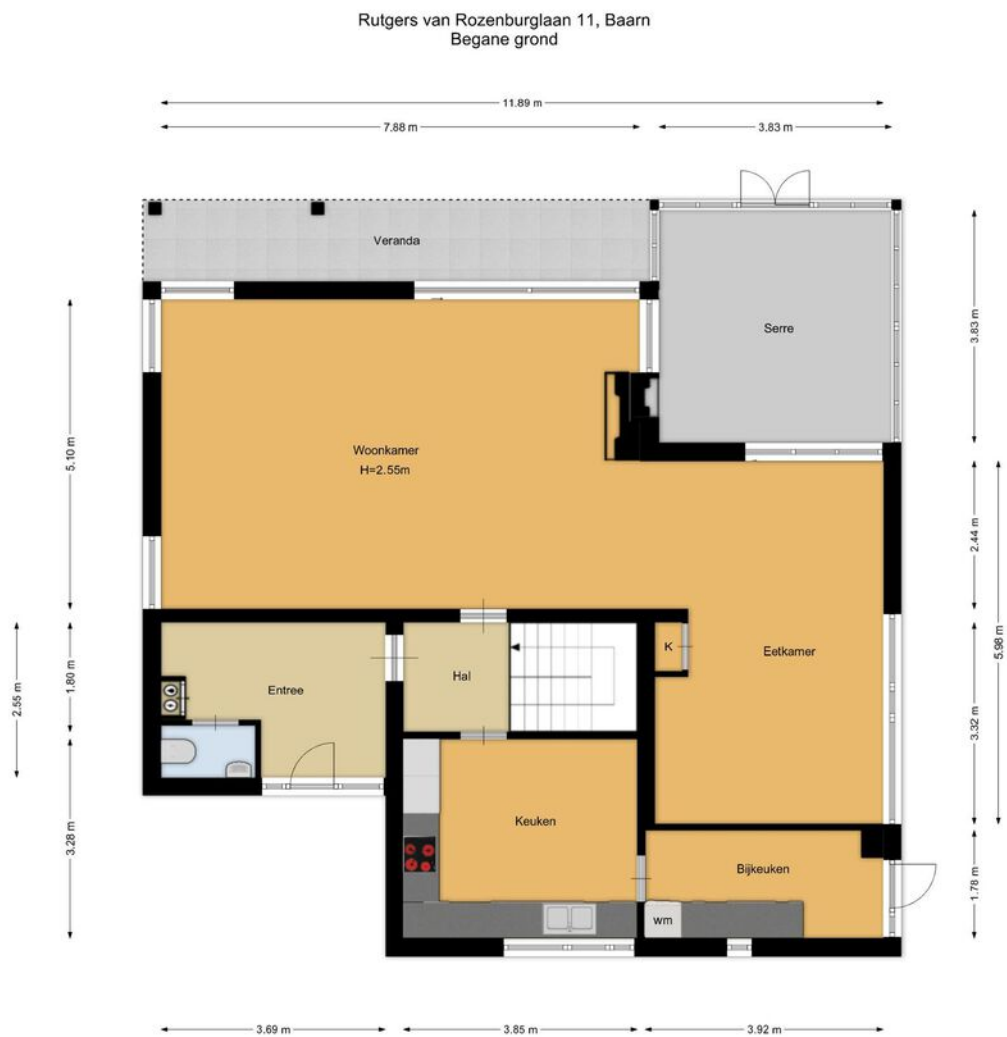 Rutgers van Rozenburglaan 11, Baarn
Begane grond
11.89 m
7.88 m
3.83 m
Veranda
Serre
3.83 m
5.10 m
Woonkamer
H=2.55m
2.44 m
5.98 m
2.55 m
1.80 m
Entree
Hal
K
Eetkamer
3.32 m
3.28 m
Keuken
Bijkeuken
wm
1.78 m
3.69 m
3.85 m
3.92 m